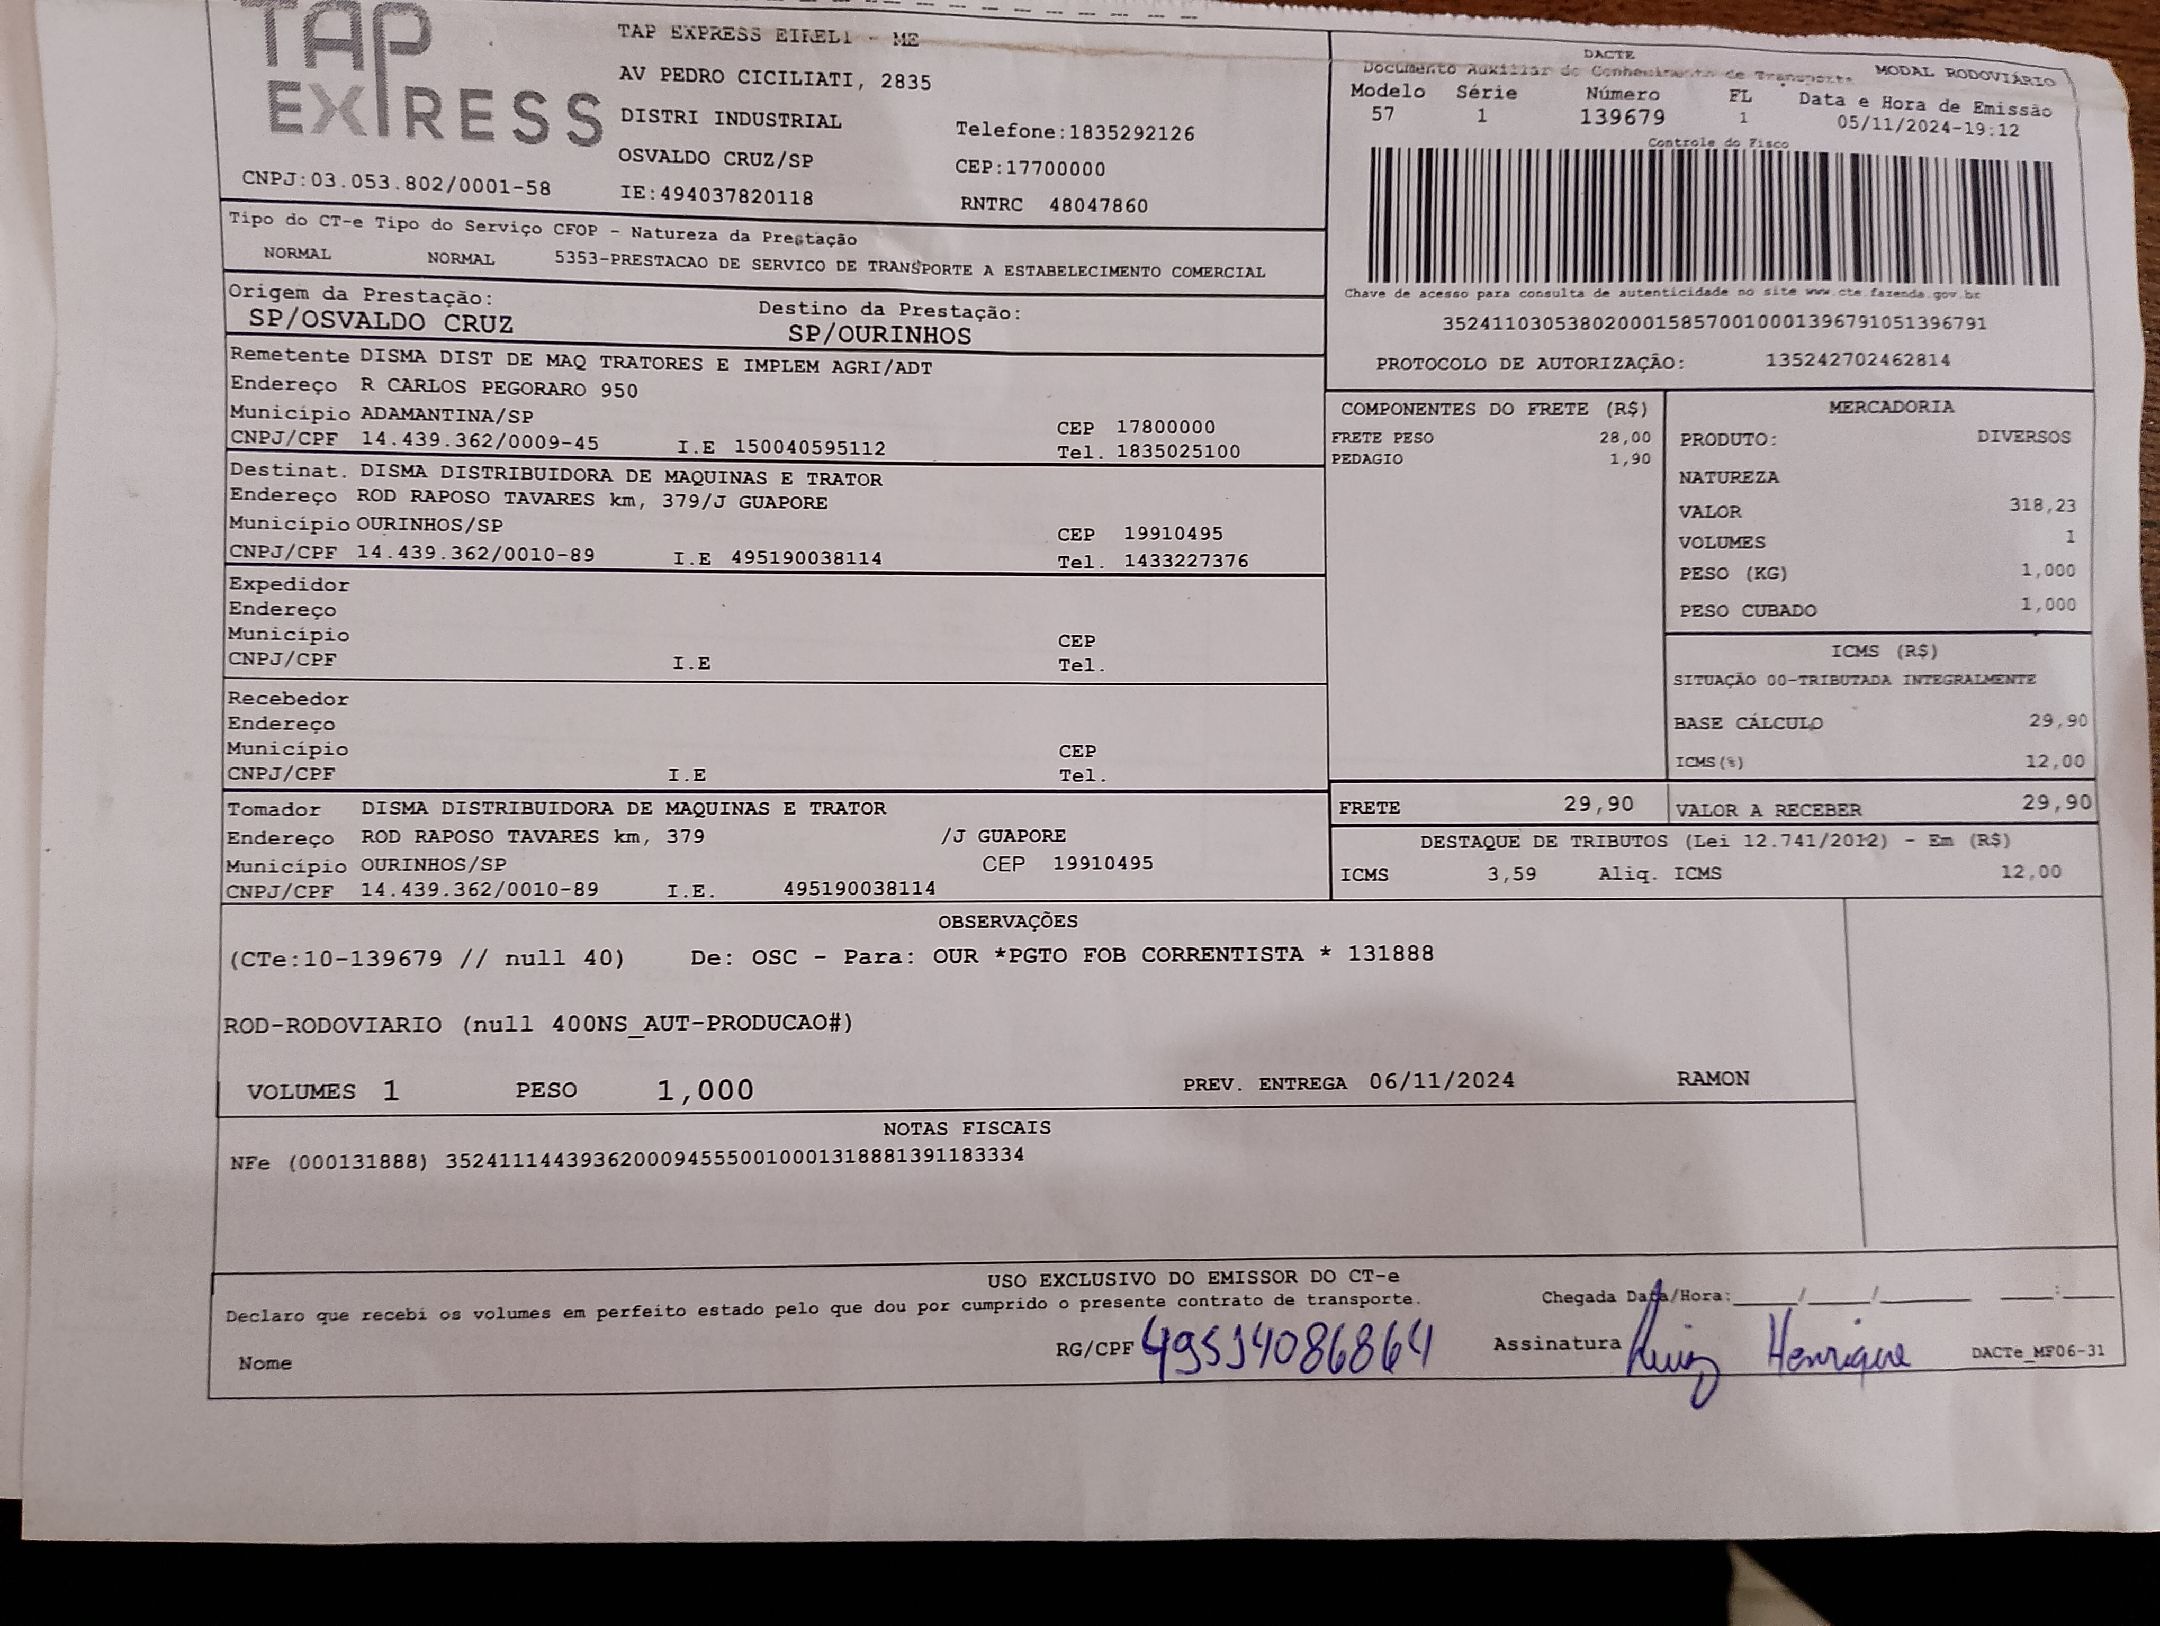 TAP
EXPRESS
TAP EXPRESS EIRELI - ME
AV PEDRO CICILIATI, 2835
DISTRI INDUSTRIAL
Telefone:1835292126
OSVALDO CRUZ/SP
CEP:17700000
CNPJ:03.053.802/0001-58
IE:494037820118
RNTRC 48047860
DACTE
Documento Auxiliar do Conhecimento de Transporte MODAL RODOVIÁRIO
Modelo Série Número FL Data e Hora de Emissão
57 1 139679 1 05/11/2024-19:12
Controle do Fisco
Chave de acesso para consulta de autenticidade no site www.cte.fazenda.gov.br
35241103053802000158570010001396791051396791
PROTOCOLO DE AUTORIZAÇÃO: 135242702462814
Tipo do CT-e Tipo do Serviço CFOP - Natureza da Prestação
NORMAL NORMAL 5353-PRESTACAO DE SERVICO DE TRANSPORTE A ESTABELECIMENTO COMERCIAL
Origem da Prestação: Destino da Prestação:
SP/OSVALDO CRUZ SP/OURINHOS
Remetente DISMA DIST DE MAQ TRATORES E IMPLEM AGRI/ADT
Endereço R CARLOS PEGORARO 950
Município ADAMANTINA/SP CEP 17800000
CNPJ/CPF 14.439.362/0009-45 I.E 150040595112 Tel. 1835025100
Destinat. DISMA DISTRIBUIDORA DE MAQUINAS E TRATOR
Endereço ROD RAPOSO TAVARES km, 379/J GUAPORE
Município OURINHOS/SP CEP 19910495
CNPJ/CPF 14.439.362/0010-89 I.E 495190038114 Tel. 1433227376
Expedidor
Endereço
Município CEP
CNPJ/CPF I.E Tel.
Recebedor
Endereço
Município CEP
CNPJ/CPF I.E Tel.
Tomador DISMA DISTRIBUIDORA DE MAQUINAS E TRATOR
Endereço ROD RAPOSO TAVARES km, 379 /J GUAPORE
Município OURINHOS/SP CEP 19910495
CNPJ/CPF 14.439.362/0010-89 I.E. 495190038114
COMPONENTES DO FRETE (R$)
FRETE PESO 28,00
PEDAGIO 1,90
MERCADORIA
PRODUTO: DIVERSOS
NATUREZA
VALOR 318,23
VOLUMES 1
PESO (KG) 1,000
PESO CUBADO 1,000
ICMS (R$)
SITUAÇÃO 00-TRIBUTADA INTEGRALMENTE
BASE CÁLCULO 29,90
ICMS(%) 12,00
FRETE 29,90 VALOR A RECEBER 29,90
DESTAQUE DE TRIBUTOS (Lei 12.741/2012) - Em (R$)
ICMS 3,59 Aliq. ICMS 12,00
OBSERVAÇÕES
(CTe:10-139679 // null 40) De: OSC - Para: OUR *PGTO FOB CORRENTISTA * 131888
ROD-RODOVIARIO (null 400NS_AUT-PRODUCAO#)
VOLUMES 1 PESO 1,000 PREV. ENTREGA 06/11/2024 RAMON
NOTAS FISCAIS
NFe (000131888) 35241114439362000945550010001318881391183334
USO EXCLUSIVO DO EMISSOR DO CT-e
Declaro que recebi os volumes em perfeito estado pelo que dou por cumprido o presente contrato de transporte. Chegada Data/Hora:_____/_____/________ _____:_____
Nome RG/CPF 49514086864 Assinatura Luiz Henrique DACTe_MF06-31